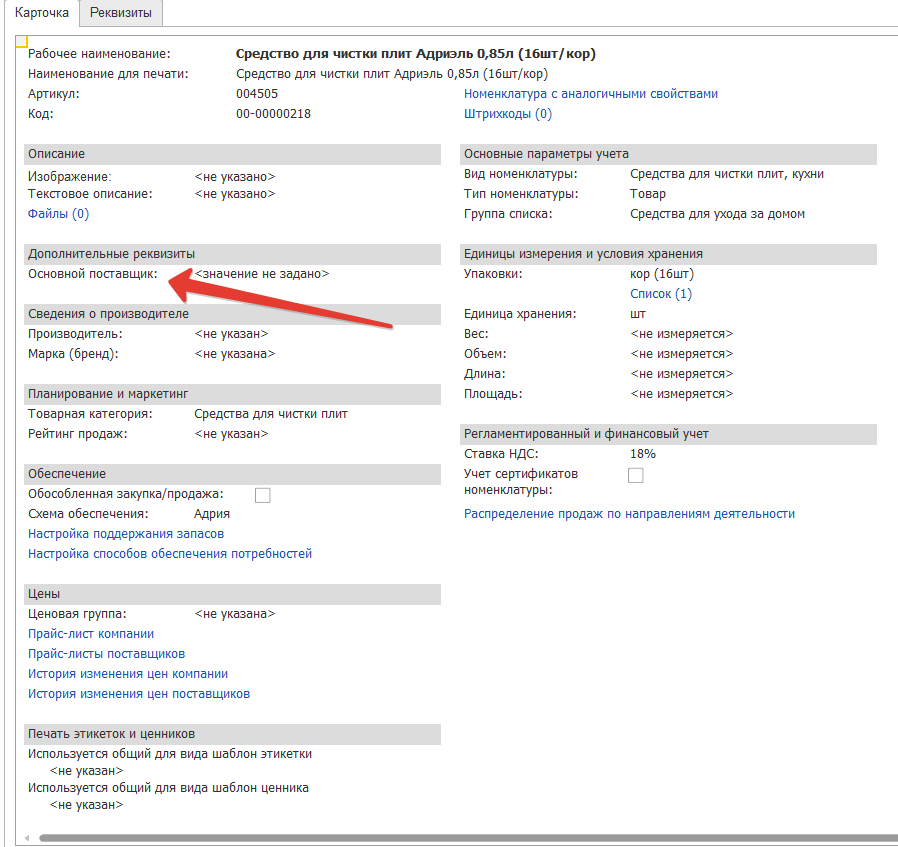 Карточка
Реквизиты
Рабочее наименование: Средство для чистки плит Адриэль 0,85л (16шт/кор)
Наименование для печати: Средство для чистки плит Адриэль 0,85л (16шт/кор)
Артикул: 004505
Номенклатура с аналогичными свойствами
Код: 00-00000218
Штрихкоды (0)
Описание
Изображение: <не указано>
Текстовое описание: <не указано>
Файлы (0)
Дополнительные реквизиты
Основной поставщик: <значение не задано>
Сведения о производителе
Производитель: <не указан>
Марка (бренд): <не указана>
Планирование и маркетинг
Товарная категория: Средства для чистки плит
Рейтинг продаж: <не указан>
Обеспечение
Обособленная закупка/продажа:
Схема обеспечения: Адрия
Настройка поддержания запасов
Настройка способов обеспечения потребностей
Цены
Ценовая группа: <не указана>
Прайс-лист компании
Прайс-листы поставщиков
История изменения цен компании
История изменения цен поставщиков
Печать этикеток и ценников
Используется общий для вида шаблон этикетки
<не указан>
Используется общий для вида шаблон ценника
<не указан>
Основные параметры учета
Вид номенклатуры: Средства для чистки плит, кухни
Тип номенклатуры: Товар
Группа списка: Средства для ухода за домом
Единицы измерения и условия хранения
Упаковки: кор (16шт)
Список (1)
Единица хранения: шт
Вес: <не измеряется>
Объем: <не измеряется>
Длина: <не измеряется>
Площадь: <не измеряется>
Регламентированный и финансовый учет
Ставка НДС: 18%
Учет сертификатов
номенклатуры:
Распределение продаж по направлениям деятельности